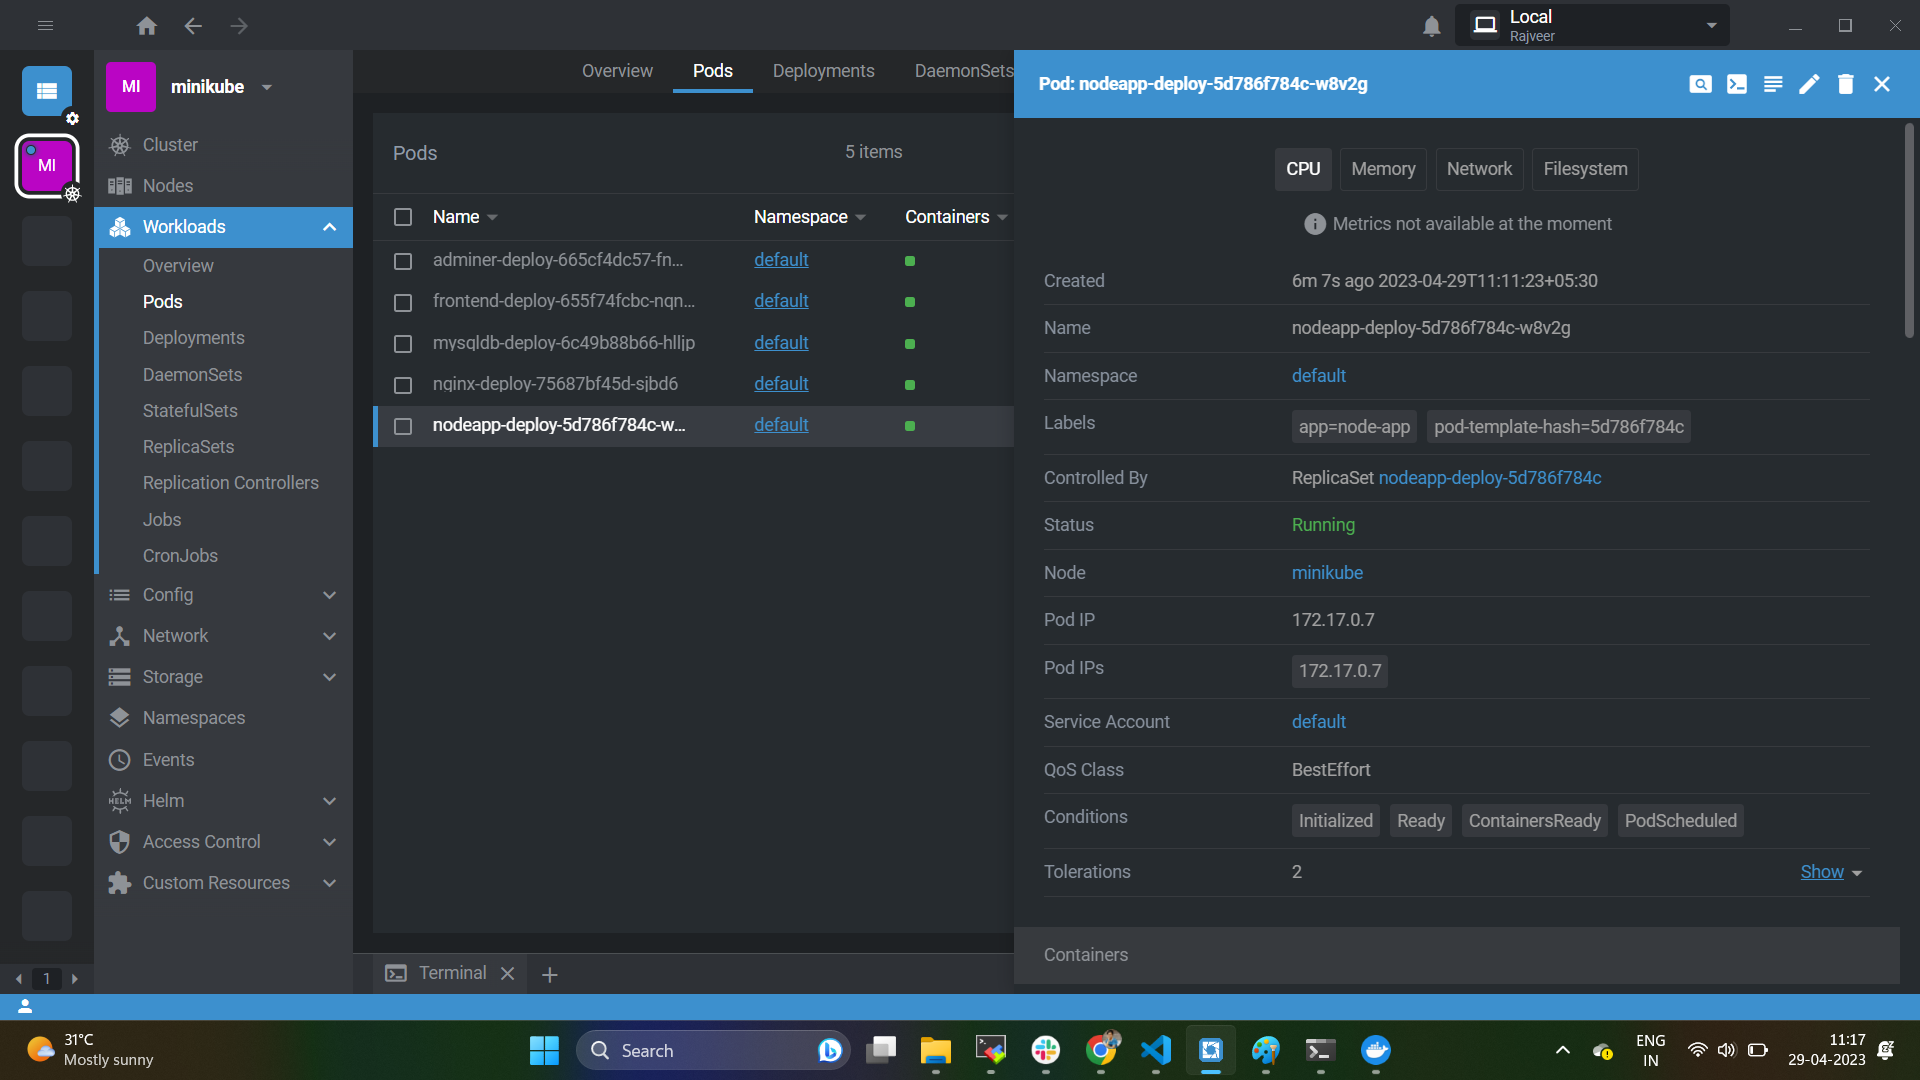 Local
Rajveer
MI
minikube
Overview
Pods
Deployments
DaemonSets
Pod: nodeapp-deploy-5d786f784c-w8v2g
MI
Cluster
Nodes
Workloads
Overview
Pods
Deployments
DaemonSets
StatefulSets
ReplicaSets
Replication Controllers
Jobs
CronJobs
Config
Network
Storage
Namespaces
Events
HELM
Helm
Access Control
Custom Resources
1
Pods
5 items
Name
Namespace
Containers
adminer-deploy-665cf4dc57-fn...
default
frontend-deploy-655f74fcbc-nqn...
default
mysqldb-deploy-6c49b88b66-hlljp
default
nginx-deploy-75687bf45d-sjbd6
default
nodeapp-deploy-5d786f784c-w...
default
Terminal
CPU
Memory
Network
Filesystem
Metrics not available at the moment
Created
6m 7s ago 2023-04-29T11:11:23+05:30
Name
nodeapp-deploy-5d786f784c-w8v2g
Namespace
default
Labels
app=node-app
pod-template-hash=5d786f784c
Controlled By
ReplicaSet nodeapp-deploy-5d786f784c
Status
Running
Node
minikube
Pod IP
172.17.0.7
Pod IPs
172.17.0.7
Service Account
default
QoS Class
BestEffort
Conditions
Initialized
Ready
ContainersReady
PodScheduled
Tolerations
2
Show
Containers
31°C
Mostly sunny
Search
ENG
IN
11:17
29-04-2023